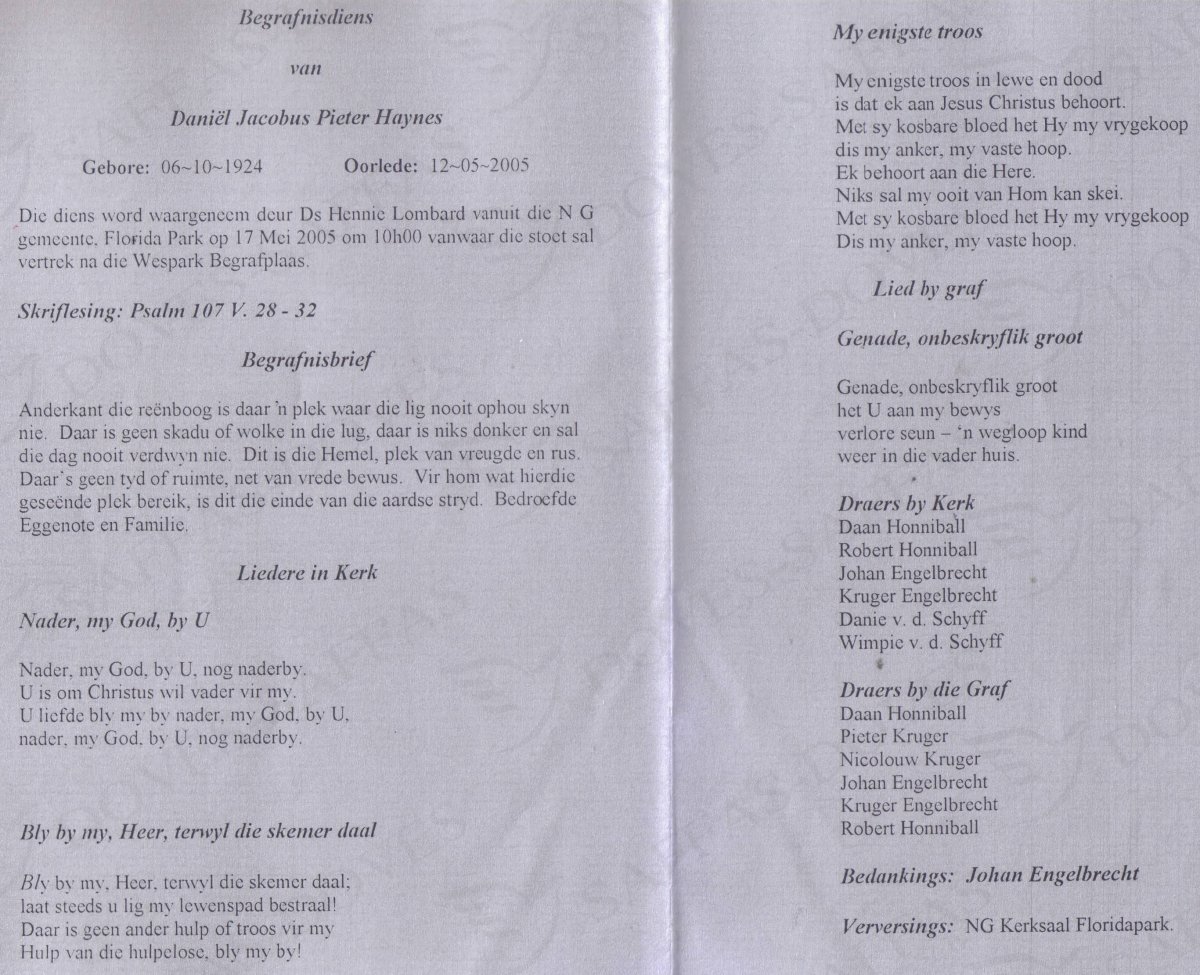 Begrafnisdiens
van
Daniël Jacobus Pieter Haynes
Gebore: 06~10~1924 Oorlede: 12~05~2005
Die diens word waargeneem deur Ds Hennie Lombard vanuit die N G
gemeente, Florida Park op 17 Mei 2005 om 10h00 vanwaar die stoet sal
vertrek na die Wespark Begrafplaas.
Skriflesing: Psalm 107 V. 28 - 32
Begrafnisbrief
Anderkant die reënboog is daar 'n plek waar die lig nooit ophou skyn
nie. Daar is geen skadu of wolke in die lug, daar is niks donker en sal
die dag nooit verdwyn nie. Dit is die Hemel, plek van vreugde en rus.
Daar's geen tyd of ruimte, net van vrede bewus. Vir hom wat hierdie
geseënde plek bereik, is dit die einde van die aardse stryd. Bedroefde
Eggenote en Familie.
Liedere in Kerk
Nader, my God, by U
Nader, my God, by U, nog naderby.
U is om Christus wil vader vir my.
U liefde bly my by nader, my God, by U,
nader, my God, by U, nog naderby.
Bly by my, Heer, terwyl die skemer daal
Bly by my, Heer, terwyl die skemer daal;
laat steeds u lig my lewenspad bestraal!
Daar is geen ander hulp of troos vir my
Hulp van die hulpelose, bly my by!
My enigste troos
My enigste troos in lewe en dood
is dat ek aan Jesus Christus behoort.
Met sy kosbare bloed het Hy my vrygekoop
dis my anker, my vaste hoop.
Ek behoort aan die Here.
Niks sal my ooit van Hom kan skei.
Met sy kosbare bloed het Hy my vrygekoop
Dis my anker, my vaste hoop.
Lied by graf
Genade, onbeskryflik groot
Genade, onbeskryflik groot
het U aan my bewys
verlore seun – 'n wegloop kind
weer in die vader huis.
Draers by Kerk
Daan Honniball
Robert Honniball
Johan Engelbrecht
Kruger Engelbrecht
Danie v. d. Schyff
Wimpie v. d. Schyff
Draers by die Graf
Daan Honniball
Pieter Kruger
Nicolouw Kruger
Johan Engelbrecht
Kruger Engelbrecht
Robert Honniball
Bedankings: Johan Engelbrecht
Verversings: NG Kerksaal Floridapark.